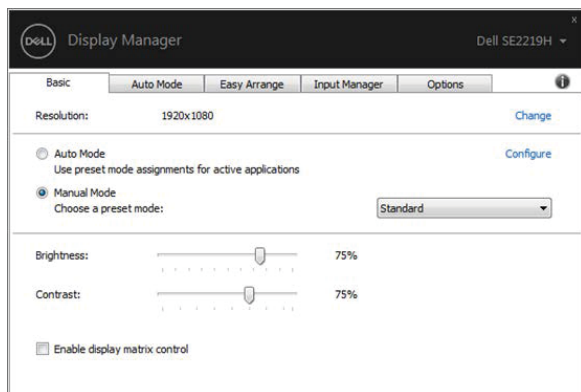 DELL Display Manager
Dell SE2219H
Basic Auto Mode Easy Arrange Input Manager Options
Resolution: 1920x1080 Change
Auto Mode Configure
Use preset mode assignments for active applications
Manual Mode
Choose a preset mode: Standard
Brightness: 75%
Contrast: 75%
Enable display matrix control